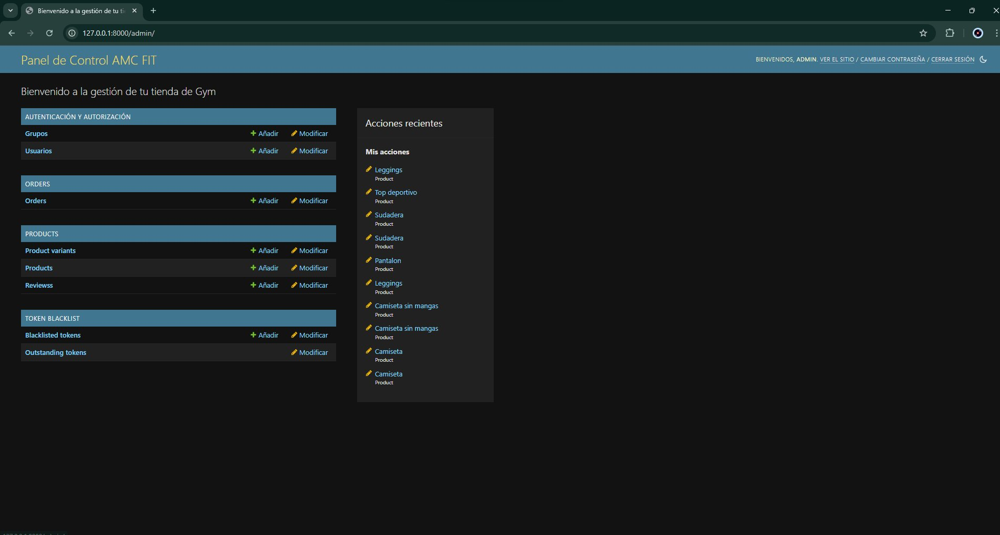 Bienvenido a la gestión de tu ti
127.0.0.1:8000/admin/
Panel de Control AMC FIT
BIENVENIDOS, ADMIN. VER EL SITIO / CAMBIAR CONTRASEÑA / CERRAR SESIÓN
Bienvenido a la gestión de tu tienda de Gym
AUTENTICACIÓN Y AUTORIZACIÓN
Grupos Añadir Modificar
Usuarios Añadir Modificar
ORDERS
Orders Añadir Modificar
PRODUCTS
Product variants Añadir Modificar
Products Añadir Modificar
Reviewss Añadir Modificar
TOKEN BLACKLIST
Blacklisted tokens Añadir Modificar
Outstanding tokens Modificar
Acciones recientes
Mis acciones
Leggings
Product
Top deportivo
Product
Sudadera
Product
Sudadera
Product
Pantalon
Product
Leggings
Product
Camiseta sin mangas
Product
Camiseta sin mangas
Product
Camiseta
Product
Camiseta
Product